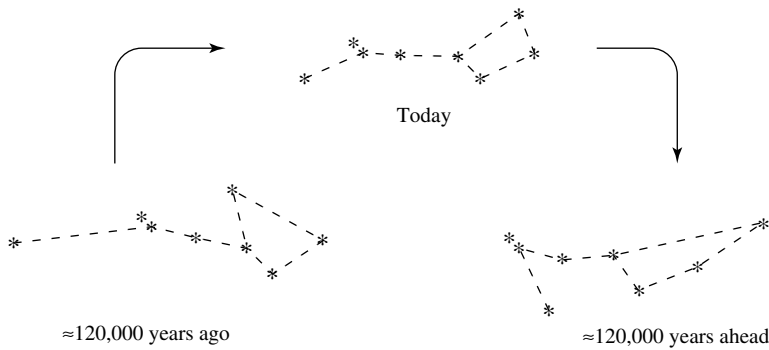 Today
≈120,000 years ago
≈120,000 years ahead